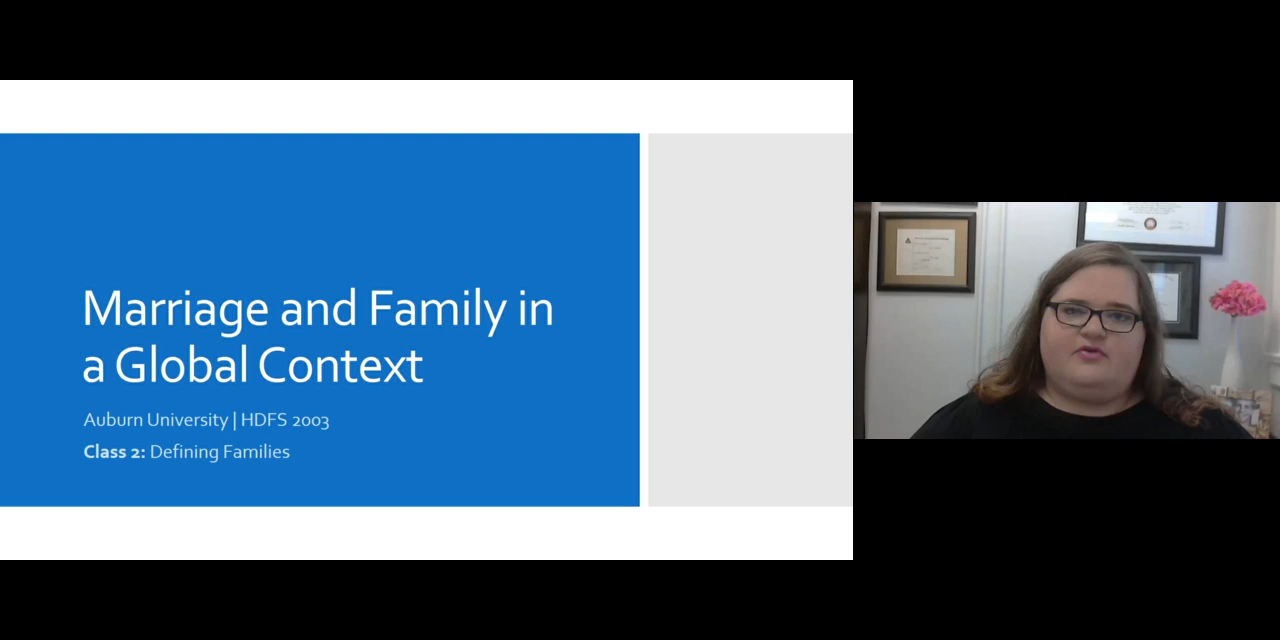 Marriage and Family in
a Global Context
Auburn University | HDFS 2003
Class 2: Defining Families